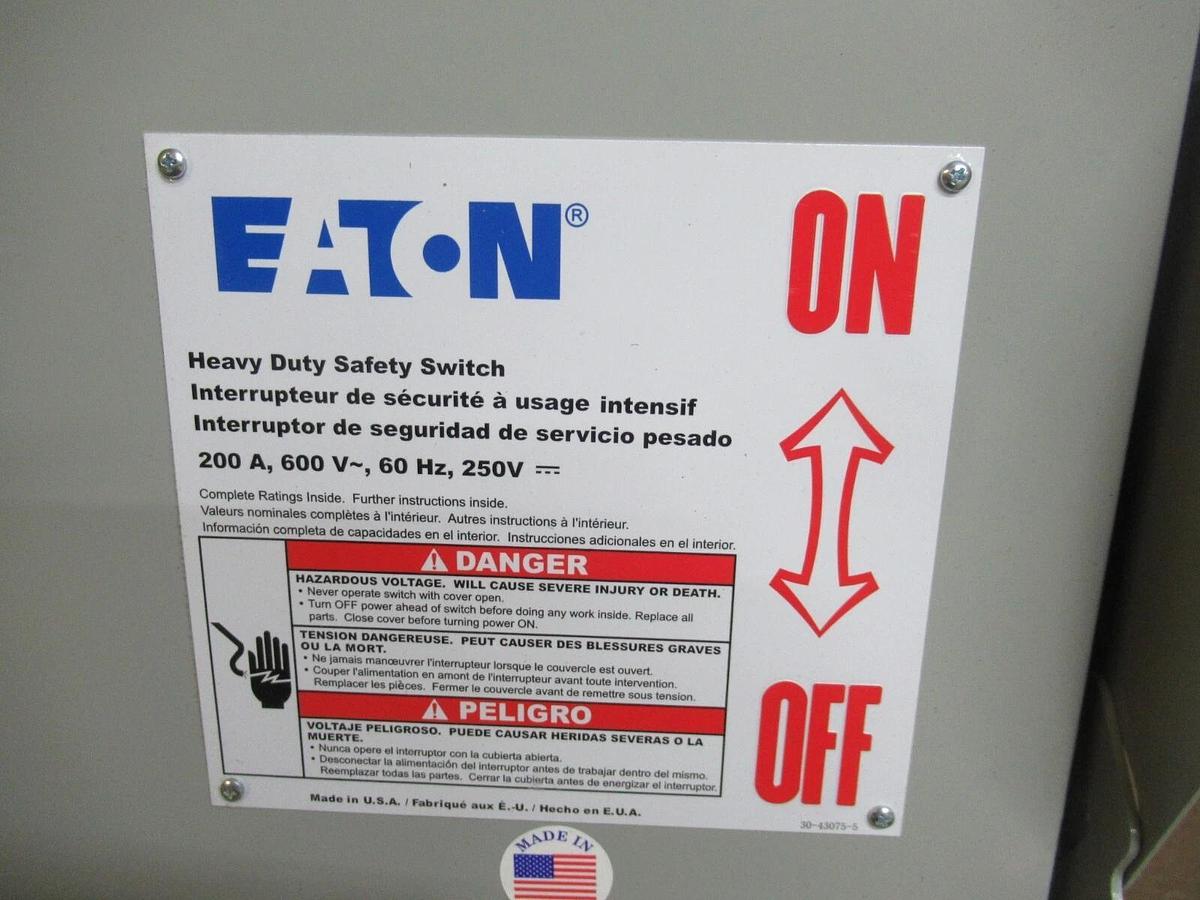 EATON®
ON
Heavy Duty Safety Switch
Interrupteur de sécurité à usage intensif
Interruptor de seguridad de servicio pesado
200 A, 600 V~, 60 Hz, 250V ⎓
Complete Ratings Inside. Further instructions inside.
Valeurs nominales complètes à l'intérieur. Autres instructions à l'intérieur.
Información completa de capacidades en el interior. Instrucciones adicionales en el interior.
⚠ DANGER
HAZARDOUS VOLTAGE. WILL CAUSE SEVERE INJURY OR DEATH.
• Never operate switch with cover open.
• Turn OFF power ahead of switch before doing any work inside. Replace all
parts. Close cover before turning power ON.
TENSION DANGEREUSE. PEUT CAUSER DES BLESSURES GRAVES
OU LA MORT.
• Ne jamais manœuvrer l'interrupteur lorsque le couvercle est ouvert.
• Couper l'alimentation en amont de l'interrupteur avant toute intervention.
Remplacer les pièces. Fermer le couvercle avant de remettre sous tension.
⚠ PELIGRO
VOLTAJE PELIGROSO. PUEDE CAUSAR HERIDAS SEVERAS O LA
MUERTE.
• Nunca opere el interruptor con la cubierta abierta.
• Desconectar la alimentación del interruptor antes de trabajar dentro del mismo.
Reemplazar todas las partes. Cerrar la cubierta antes de energizar el interruptor.
OFF
Made in U.S.A. / Fabriqué aux É.-U. / Hecho en E.U.A.
30-43075-5
MADE IN